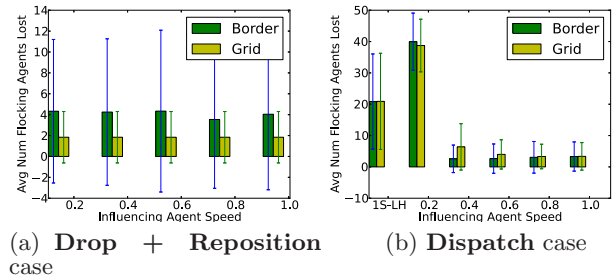 14
12
10
8
6
4
2
0
−2
−4
Avg Num Flocking Agents Lost
Border
Grid
0.2 0.4 0.6 0.8 1.0
Influencing Agent Speed
(a) Drop + Reposition
case
50
40
30
20
10
0
−10
Avg Num Flocking Agents Lost
Border
Grid
1S-LH 0.2 0.4 0.6 0.8 1.0
Influencing Agent Speed
(b) Dispatch case